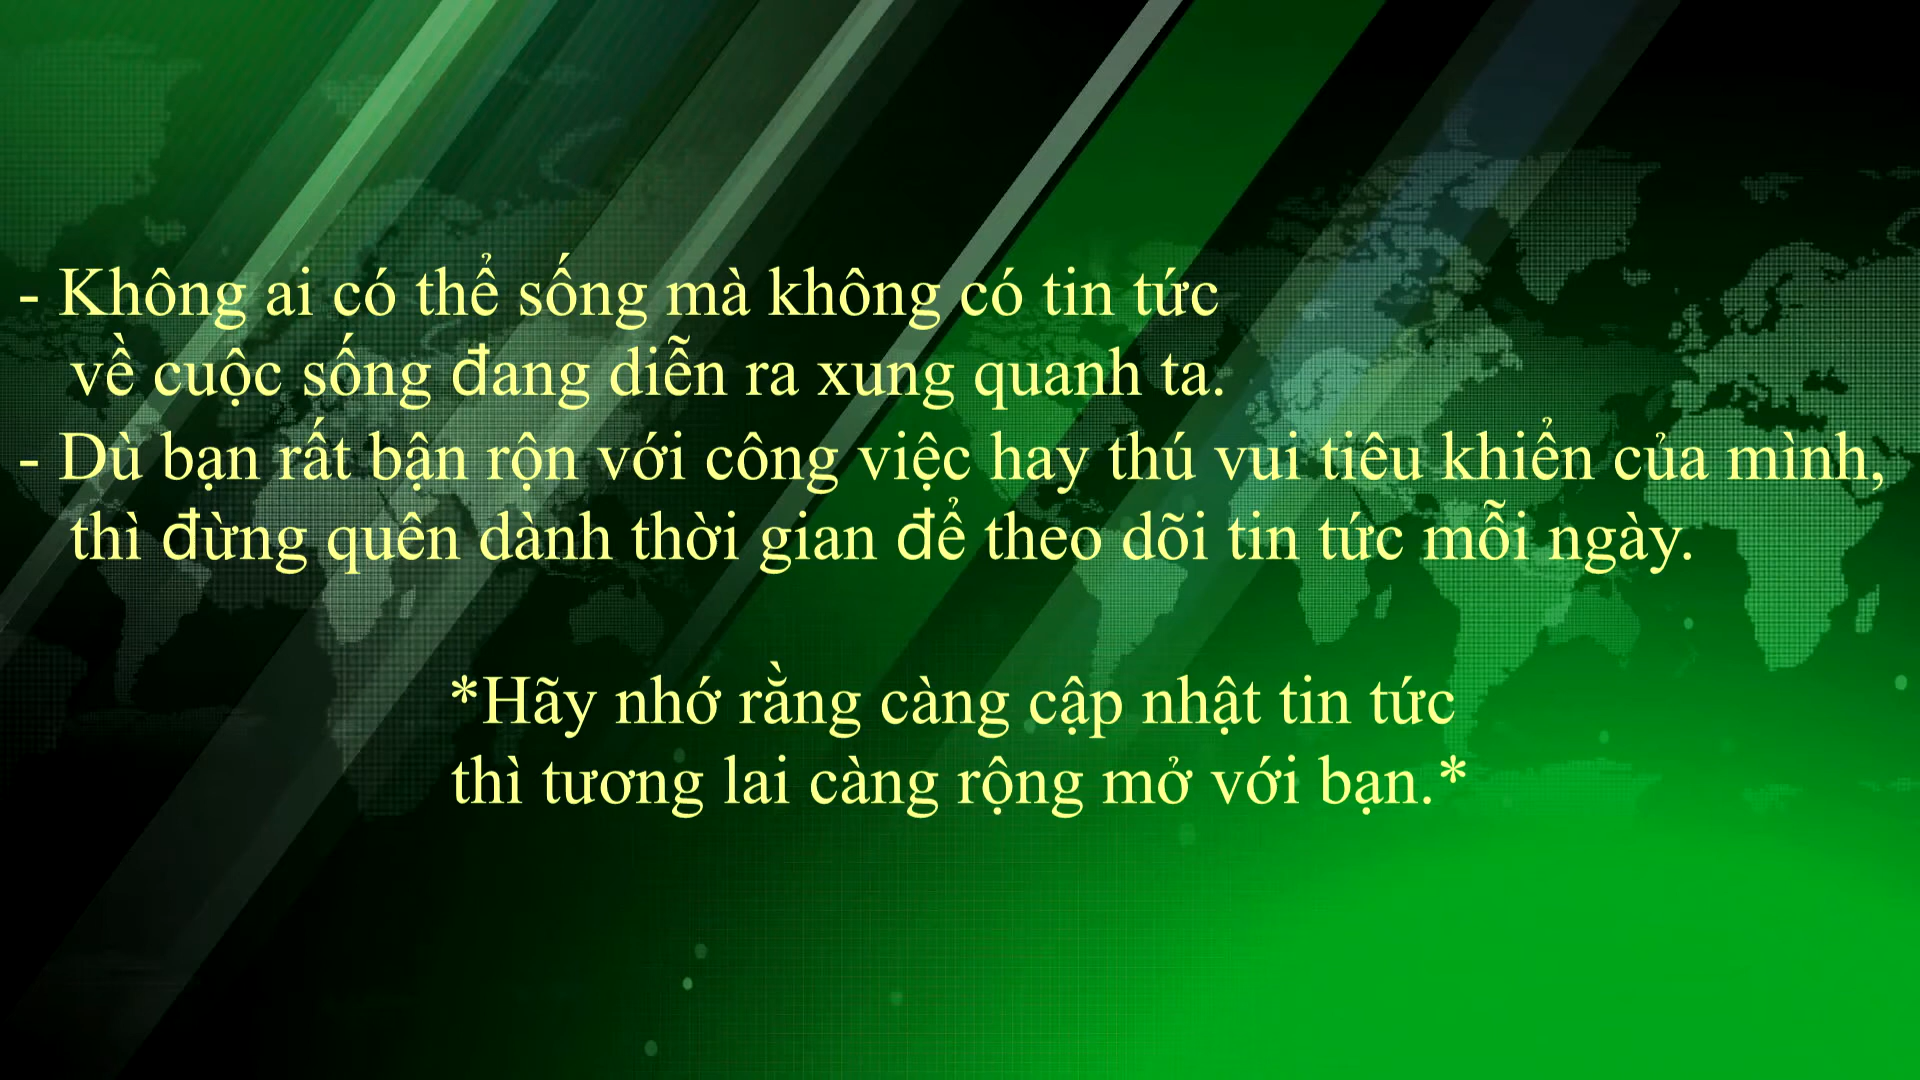 - Không ai có thể sống mà không có tin tức
về cuộc sống đang diễn ra xung quanh ta.
- Dù bạn rất bận rộn với công việc hay thú vui tiêu khiển của mình,
thì đừng quên dành thời gian để theo dõi tin tức mỗi ngày.
*Hãy nhớ rằng càng cập nhật tin tức
thì tương lai càng rộng mở với bạn.*